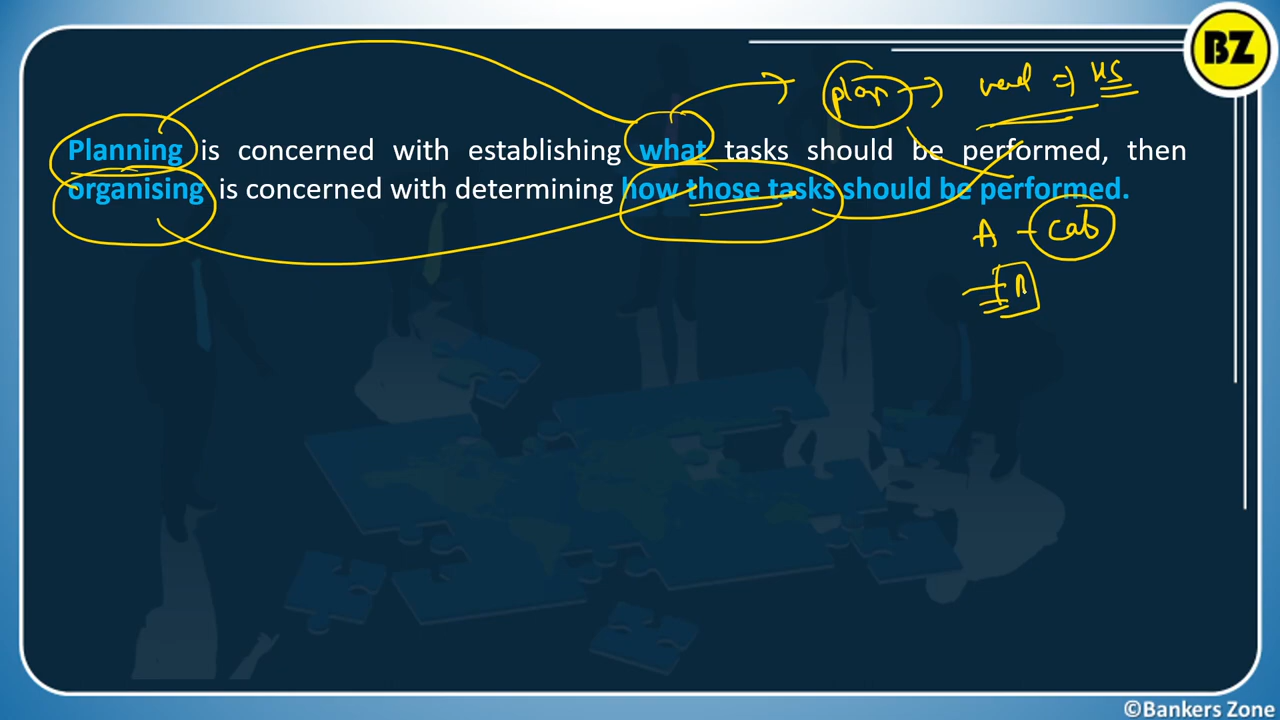 BZ
plan
Planning is concerned with establishing what tasks should be performed, then
organising is concerned with determining how those tasks should be performed.
A - cab
©Bankers Zone